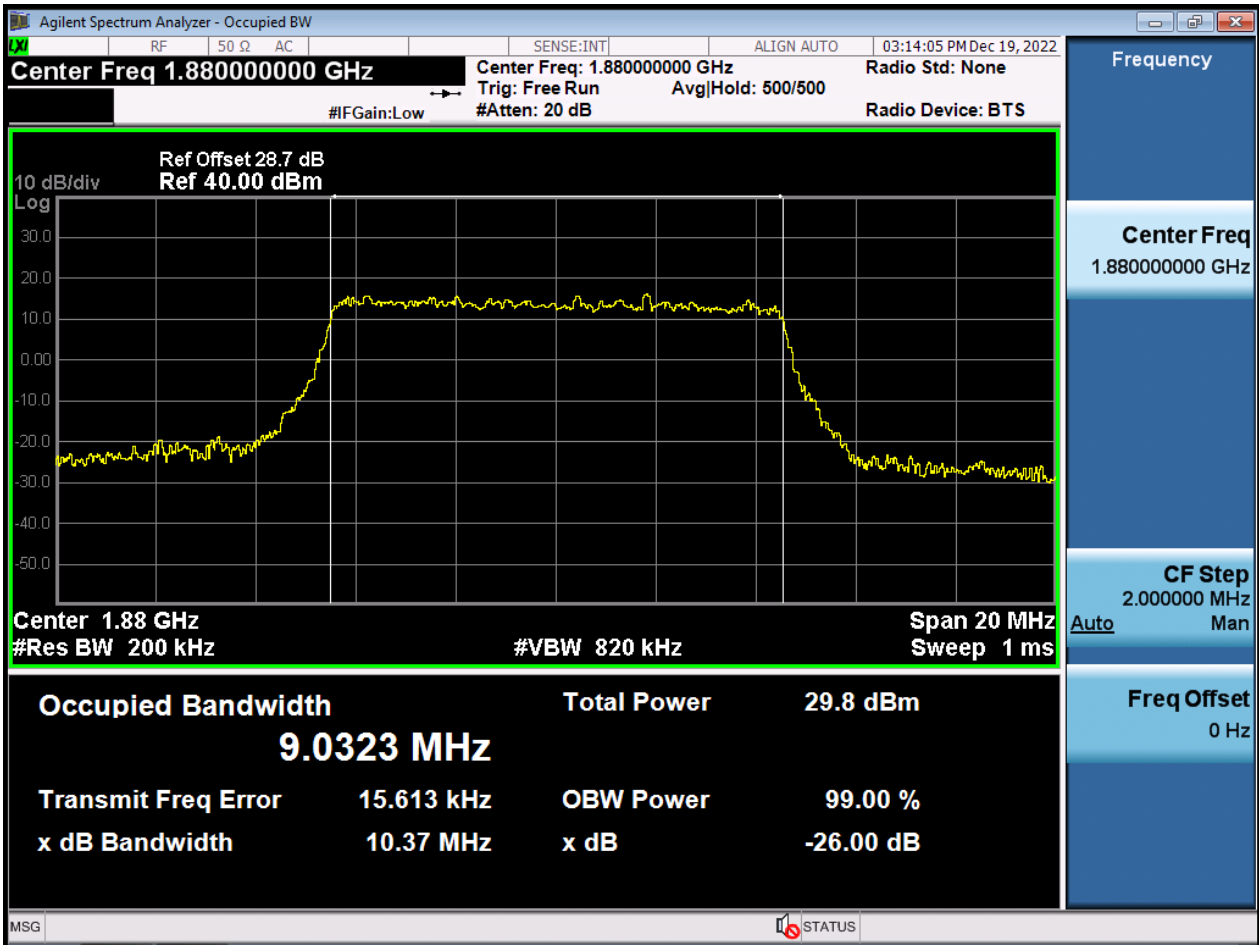 Agilent Spectrum Analyzer - Occupied BW
LXI RF 50 Ω AC SENSE:INT ALIGN AUTO 03:14:05 PM Dec 19, 2022
Center Freq 1.880000000 GHz
Center Freq: 1.880000000 GHz
Radio Std: None
Trig: Free Run Avg|Hold: 500/500
#IFGain:Low
#Atten: 20 dB
Radio Device: BTS
Ref Offset 28.7 dB
10 dB/div Ref 40.00 dBm
Log
30.0
20.0
10.0
0.00
-10.0
-20.0
-30.0
-40.0
-50.0
Center 1.88 GHz Span 20 MHz
#Res BW 200 kHz #VBW 820 kHz Sweep 1 ms
Occupied Bandwidth Total Power 29.8 dBm
9.0323 MHz
Transmit Freq Error 15.613 kHz OBW Power 99.00 %
x dB Bandwidth 10.37 MHz x dB -26.00 dB
MSG STATUS
Frequency
Center Freq
1.880000000 GHz
CF Step
2.000000 MHz
Auto Man
Freq Offset
0 Hz